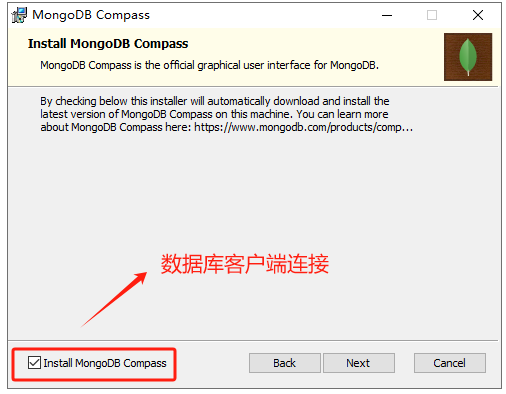 MongoDB Compass
Install MongoDB Compass
MongoDB Compass is the official graphical user interface for MongoDB.
By checking below this installer will automatically download and install the
latest version of MongoDB Compass on this machine. You can learn more
about MongoDB Compass here: https://www.mongodb.com/products/comp...
数据库客户端连接
Install MongoDB Compass
Back
Next
Cancel